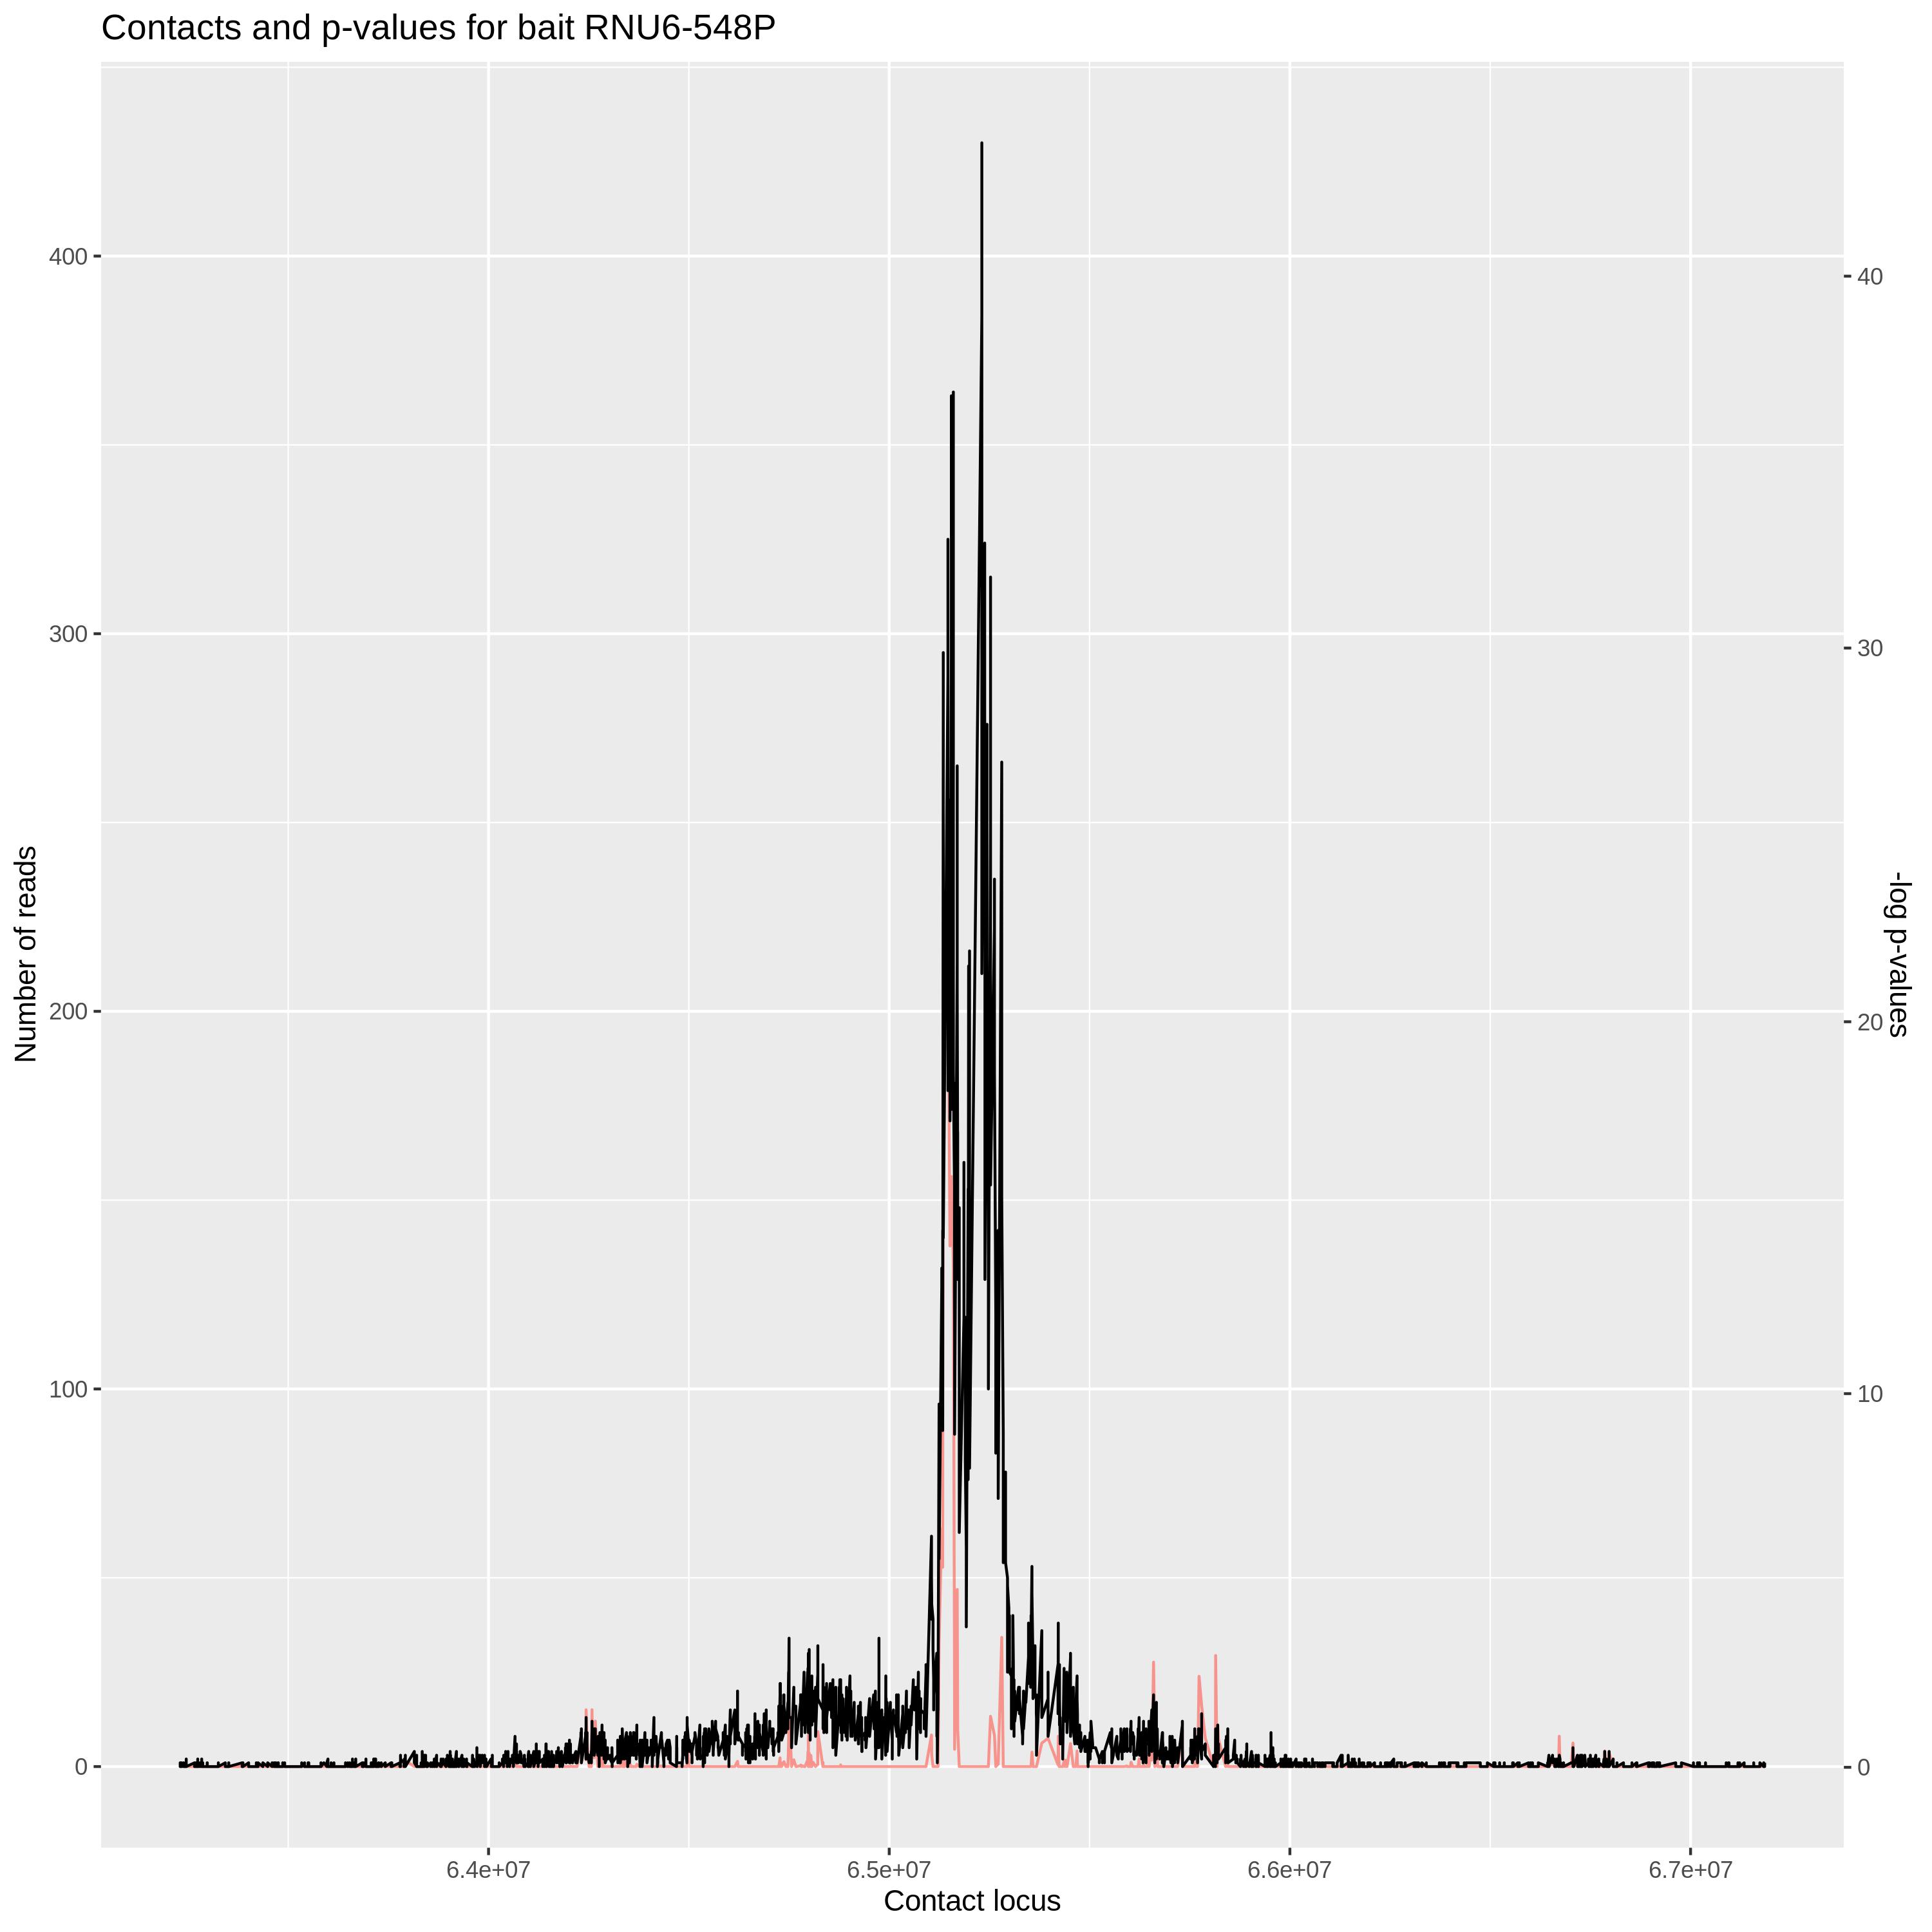 Contacts and p-values for bait RNU6-548P
400
300
200
100
0
40
30
20
10
0
Number of reads
-log p-values
6.4e+07
6.5e+07
6.6e+07
6.7e+07
Contact locus